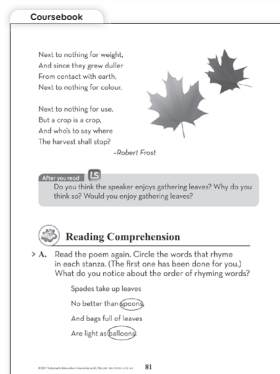 Coursebook
Next to nothing for weight,
And since they grew duller
From contact with earth,
Next to nothing for colour.
Next to nothing for use.
But a crop is a crop,
And who's to say where
The harvest shall stop?
–Robert Frost
After you read
LS
Do you think the speaker enjoys gathering leaves? Why do you
think so? Would you enjoy gathering leaves?
Reading Comprehension
> A. Read the poem again. Circle the words that rhyme
in each stanza. (The first one has been done for you.)
What do you notice about the order of rhyming words?
Spades take up leaves
No better than spoons,
And bags full of leaves
Are light as balloons.
81